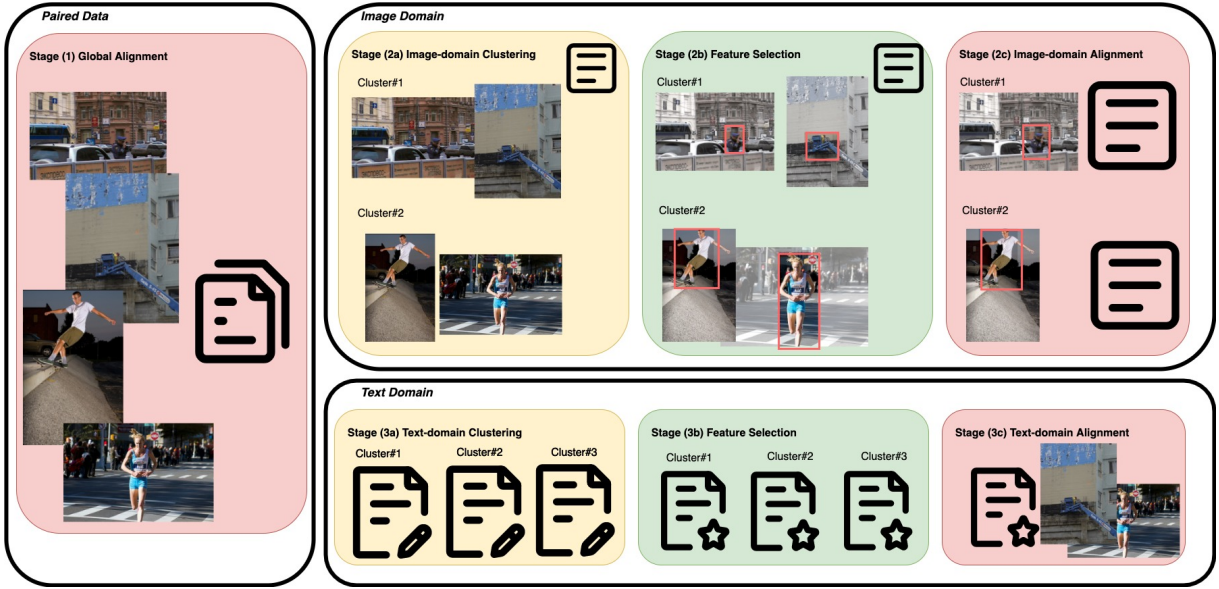 Paired Data
Stage (1) Global Alignment
Image Domain
Stage (2a) Image-domain Clustering
Cluster#1
Cluster#2
Stage (2b) Feature Selection
Cluster#1
Cluster#2
Stage (2c) Image-domain Alignment
Cluster#1
Cluster#2
Text Domain
Stage (3a) Text-domain Clustering
Cluster#1
Cluster#2
Cluster#3
Stage (3b) Feature Selection
Cluster#1
Cluster#2
Cluster#3
Stage (3c) Text-domain Alignment